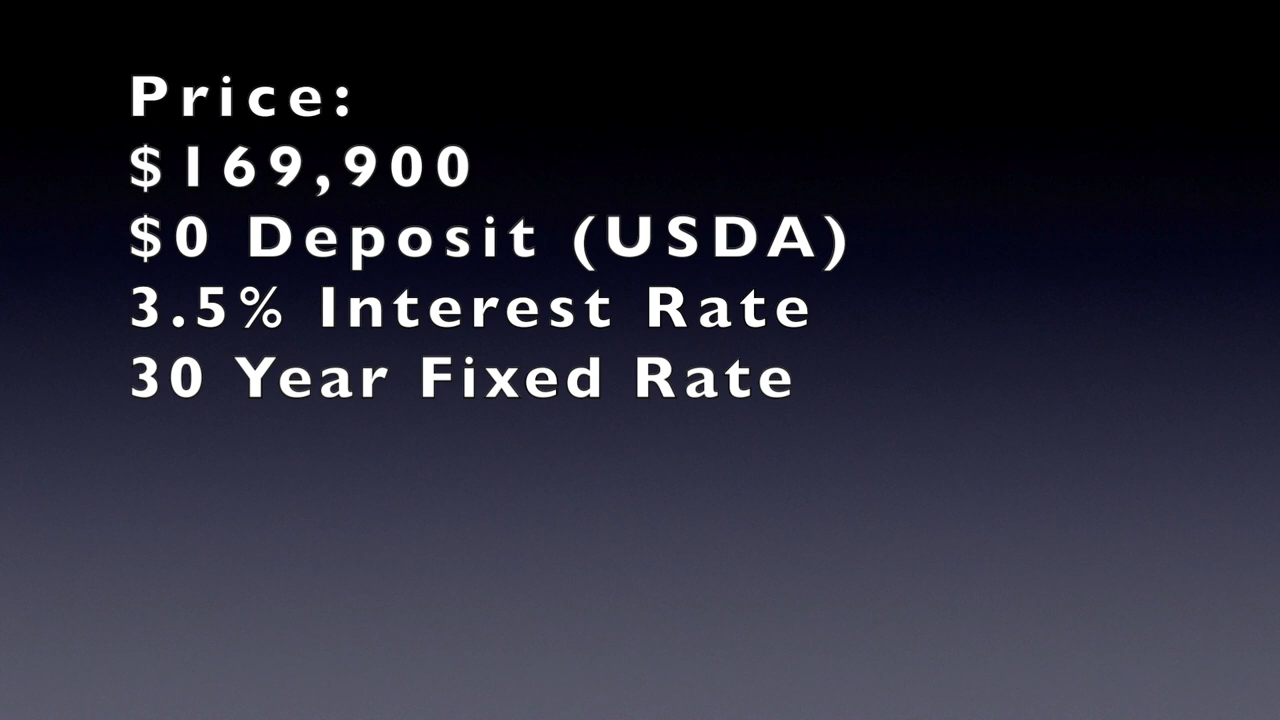 Price:
$169,900
$0 Deposit (USDA)
3.5% Interest Rate
30 Year Fixed Rate